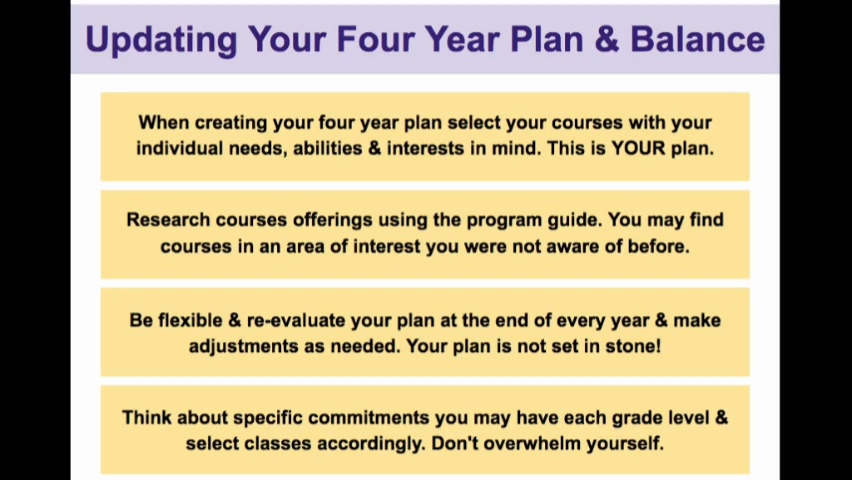 Updating Your Four Year Plan & Balance
When creating your four year plan select your courses with your
individual needs, abilities & interests in mind. This is YOUR plan.
Research courses offerings using the program guide. You may find
courses in an area of interest you were not aware of before.
Be flexible & re-evaluate your plan at the end of every year & make
adjustments as needed. Your plan is not set in stone!
Think about specific commitments you may have each grade level &
select classes accordingly. Don't overwhelm yourself.